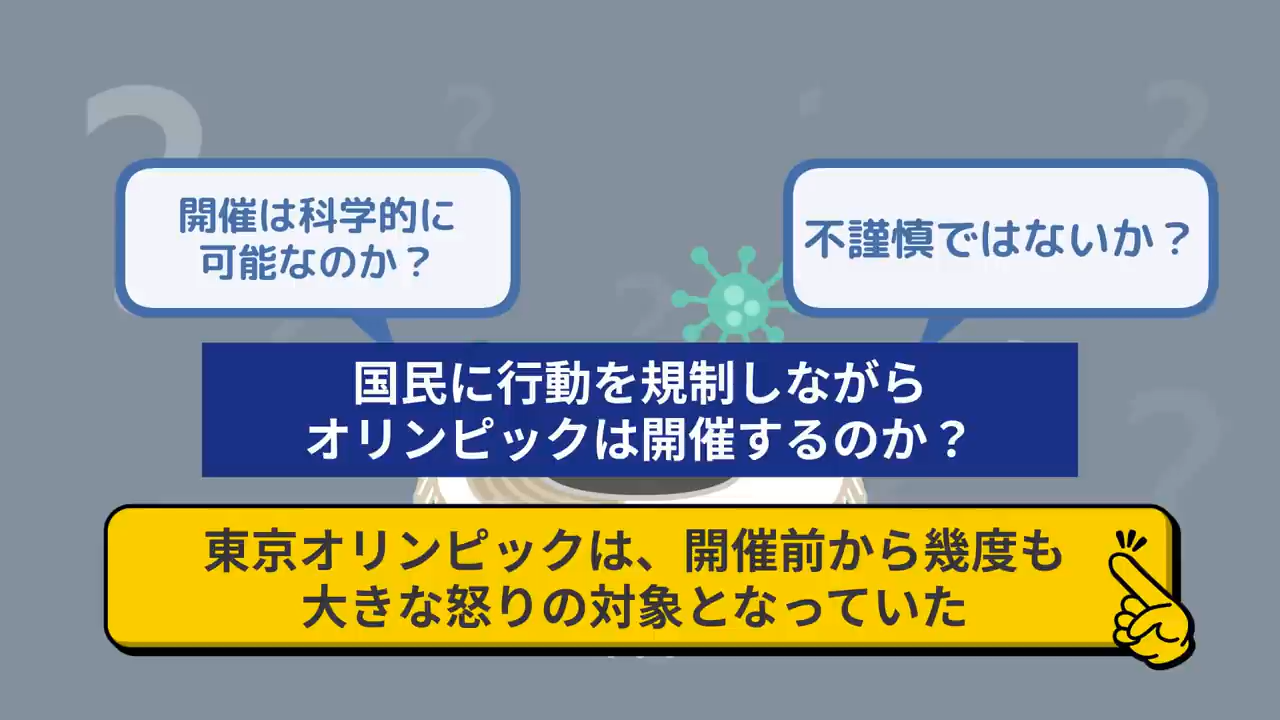 開催は科学的に
可能なのか？
不謹慎ではないか？
国民に行動を規制しながら
オリンピックは開催するのか？
東京オリンピックは、開催前から幾度も
大きな怒りの対象となっていた